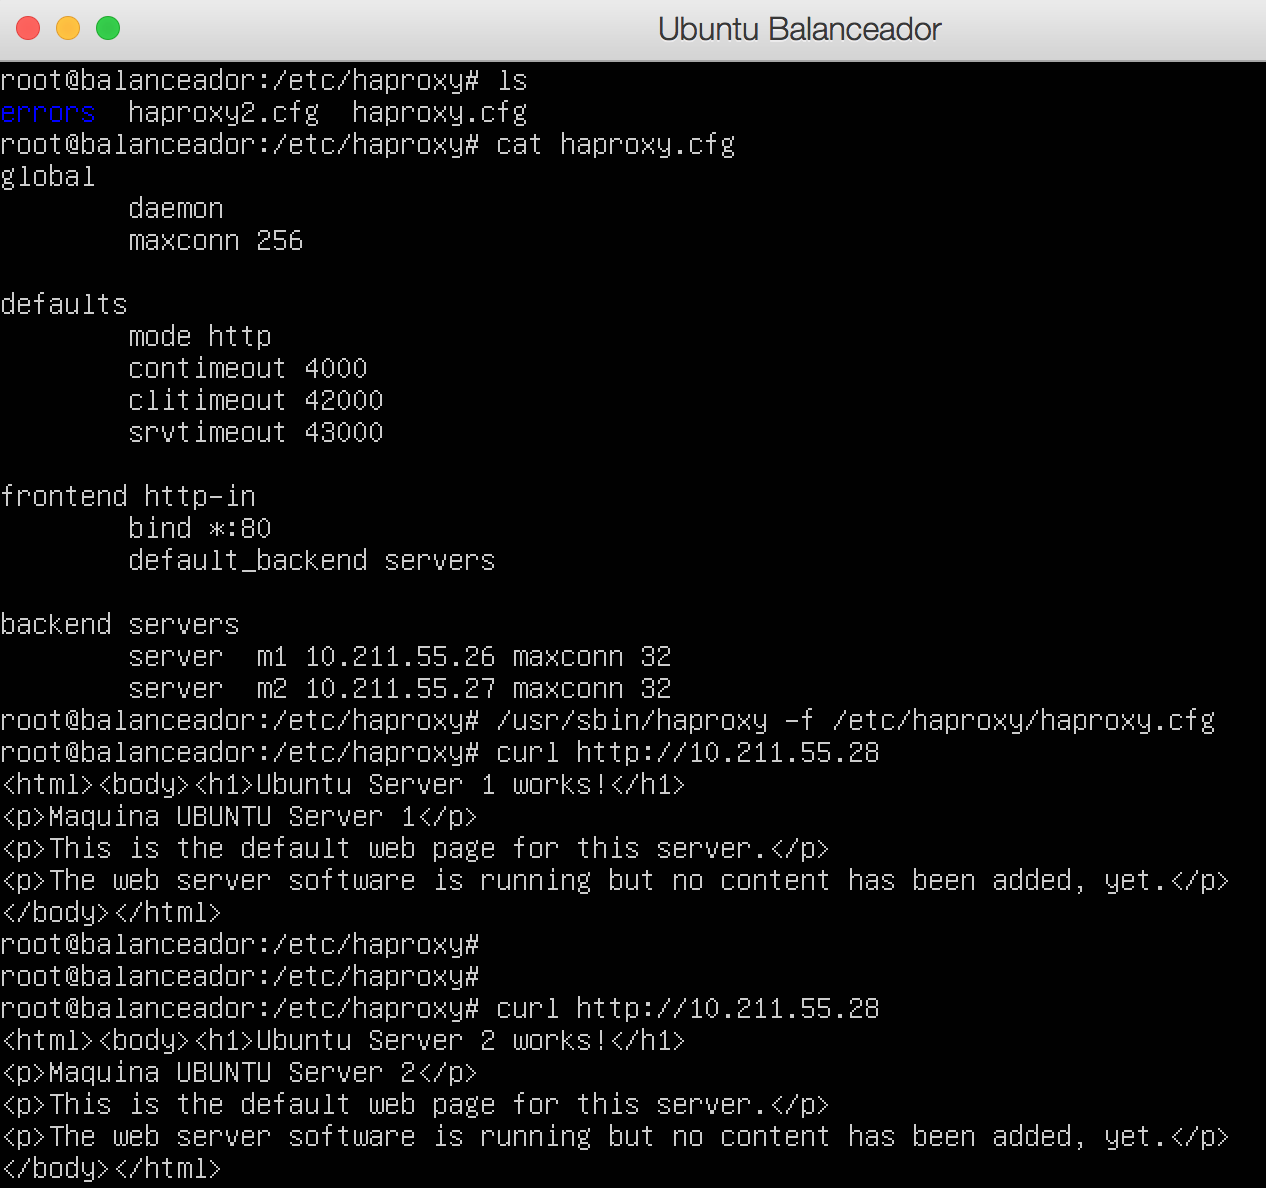 Ubuntu Balanceador
root@balanceador:/etc/haproxy# ls
errors  haproxy2.cfg  haproxy.cfg
root@balanceador:/etc/haproxy# cat haproxy.cfg
global
        daemon
        maxconn 256

defaults
        mode http
        contimeout 4000
        clitimeout 42000
        srvtimeout 43000

frontend http-in
        bind *:80
        default_backend servers

backend servers
        server  m1 10.211.55.26 maxconn 32
        server  m2 10.211.55.27 maxconn 32
root@balanceador:/etc/haproxy# /usr/sbin/haproxy -f /etc/haproxy/haproxy.cfg
root@balanceador:/etc/haproxy# curl http://10.211.55.28
<html><body><h1>Ubuntu Server 1 works!</h1>
<p>Maquina UBUNTU Server 1</p>
<p>This is the default web page for this server.</p>
<p>The web server software is running but no content has been added, yet.</p>
</body></html>
root@balanceador:/etc/haproxy#
root@balanceador:/etc/haproxy#
root@balanceador:/etc/haproxy# curl http://10.211.55.28
<html><body><h1>Ubuntu Server 2 works!</h1>
<p>Maquina UBUNTU Server 2</p>
<p>This is the default web page for this server.</p>
<p>The web server software is running but no content has been added, yet.</p>
</body></html>